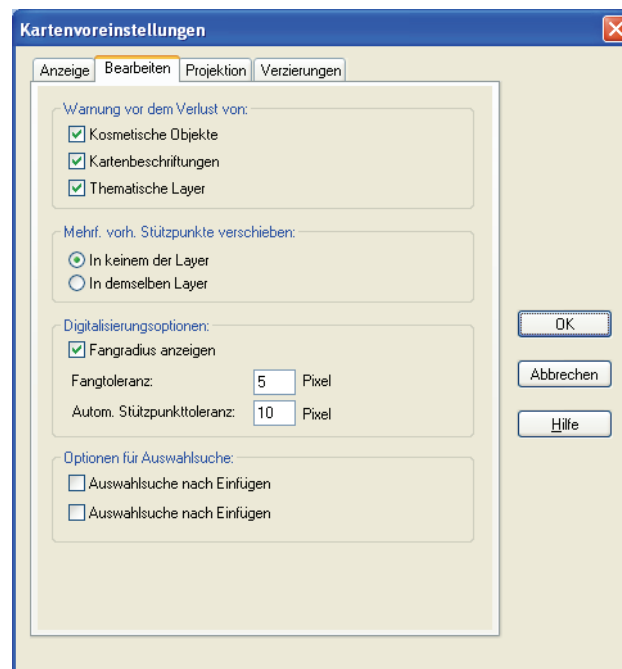 Kartenvoreinstellungen
Anzeige Bearbeiten Projektion Verzierungen
Warnung vor dem Verlust von:
Kosmetische Objekte
Kartenbeschriftungen
Thematische Layer
Mehrf. vorh. Stützpunkte verschieben:
In keinem der Layer
In demselben Layer
Digitalisierungsoptionen:
Fangradius anzeigen
Fangtoleranz: 5 Pixel
Autom. Stützpunkttoleranz: 10 Pixel
Optionen für Auswahlsuche:
Auswahlsuche nach Einfügen
Auswahlsuche nach Einfügen
OK
Abbrechen
Hilfe